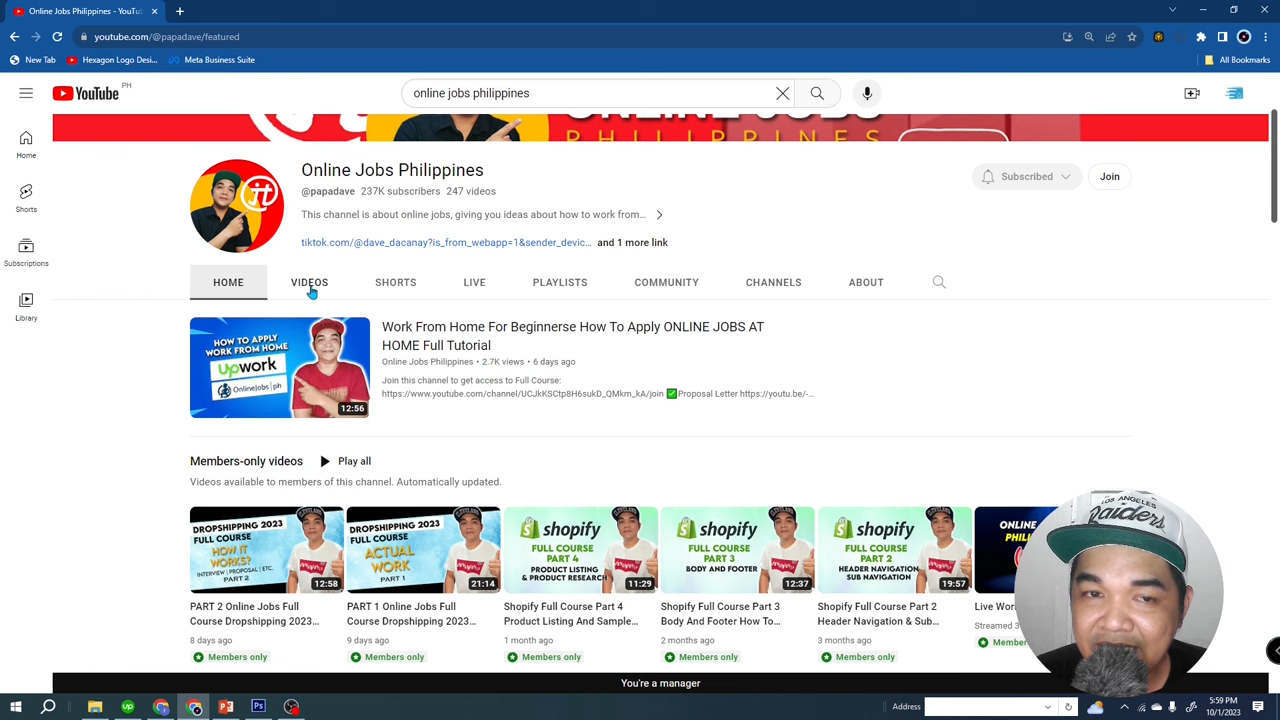 Online Jobs Philippines - YouTu
youtube.com/@papadave/featured
New Tab
Hexagon Logo Desi...
Meta Business Suite
All Bookmarks
YouTube
PH
online jobs philippines
PHILIPPINES
Home
Shorts
Subscriptions
Library
Online Jobs Philippines
@papadave 237K subscribers 247 videos
This channel is about online jobs, giving you ideas about how to work from...
tiktok.com/@dave_dacanay?is_from_webapp=1&sender_devic... and 1 more link
Subscribed
Join
HOME
VIDEOS
SHORTS
LIVE
PLAYLISTS
COMMUNITY
CHANNELS
ABOUT
HOW TO APPLY
WORK FROM HOME
upwork
OnlineJobs ph
12:56
Work From Home For Beginnerse How To Apply ONLINE JOBS AT
HOME Full Tutorial
Online Jobs Philippines • 2.7K views • 6 days ago
Join this channel to get access to Full Course:
https://www.youtube.com/channel/UCJkKSCtp8H6sukD_QMkm_kA/join ✅Proposal Letter https://youtu.be/-...
Members-only videos
Play all
Videos available to members of this channel. Automatically updated.
DROPSHIPPING 2023
FULL COURSE
HOW IT
WORKS?
INTERVIEW | PROPOSAL | ETC.
PART 2
12:58
DROPSHIPPING 2023
FULL COURSE
ACTUAL
WORK
PART 1
21:14
shopify
FULL COURSE
PART 4
PRODUCT LISTING
& PRODUCT RESEARCH
11:29
shopify
FULL COURSE
PART 3
BODY AND FOOTER
12:37
shopify
FULL COURSE
PART 2
HEADER NAVIGATION
SUB NAVIGATION
19:57
PART 2 Online Jobs Full
Course Dropshipping 2023...
8 days ago
Members only
PART 1 Online Jobs Full
Course Dropshipping 2023...
9 days ago
Members only
Shopify Full Course Part 4
Product Listing And Sample...
1 month ago
Members only
Shopify Full Course Part 3
Body And Footer How To...
2 months ago
Members only
Shopify Full Course Part 2
Header Navigation & Sub...
3 months ago
Members only
LOS ANGELES
Raiders
You're a manager
Address
5:59 PM
10/1/2023